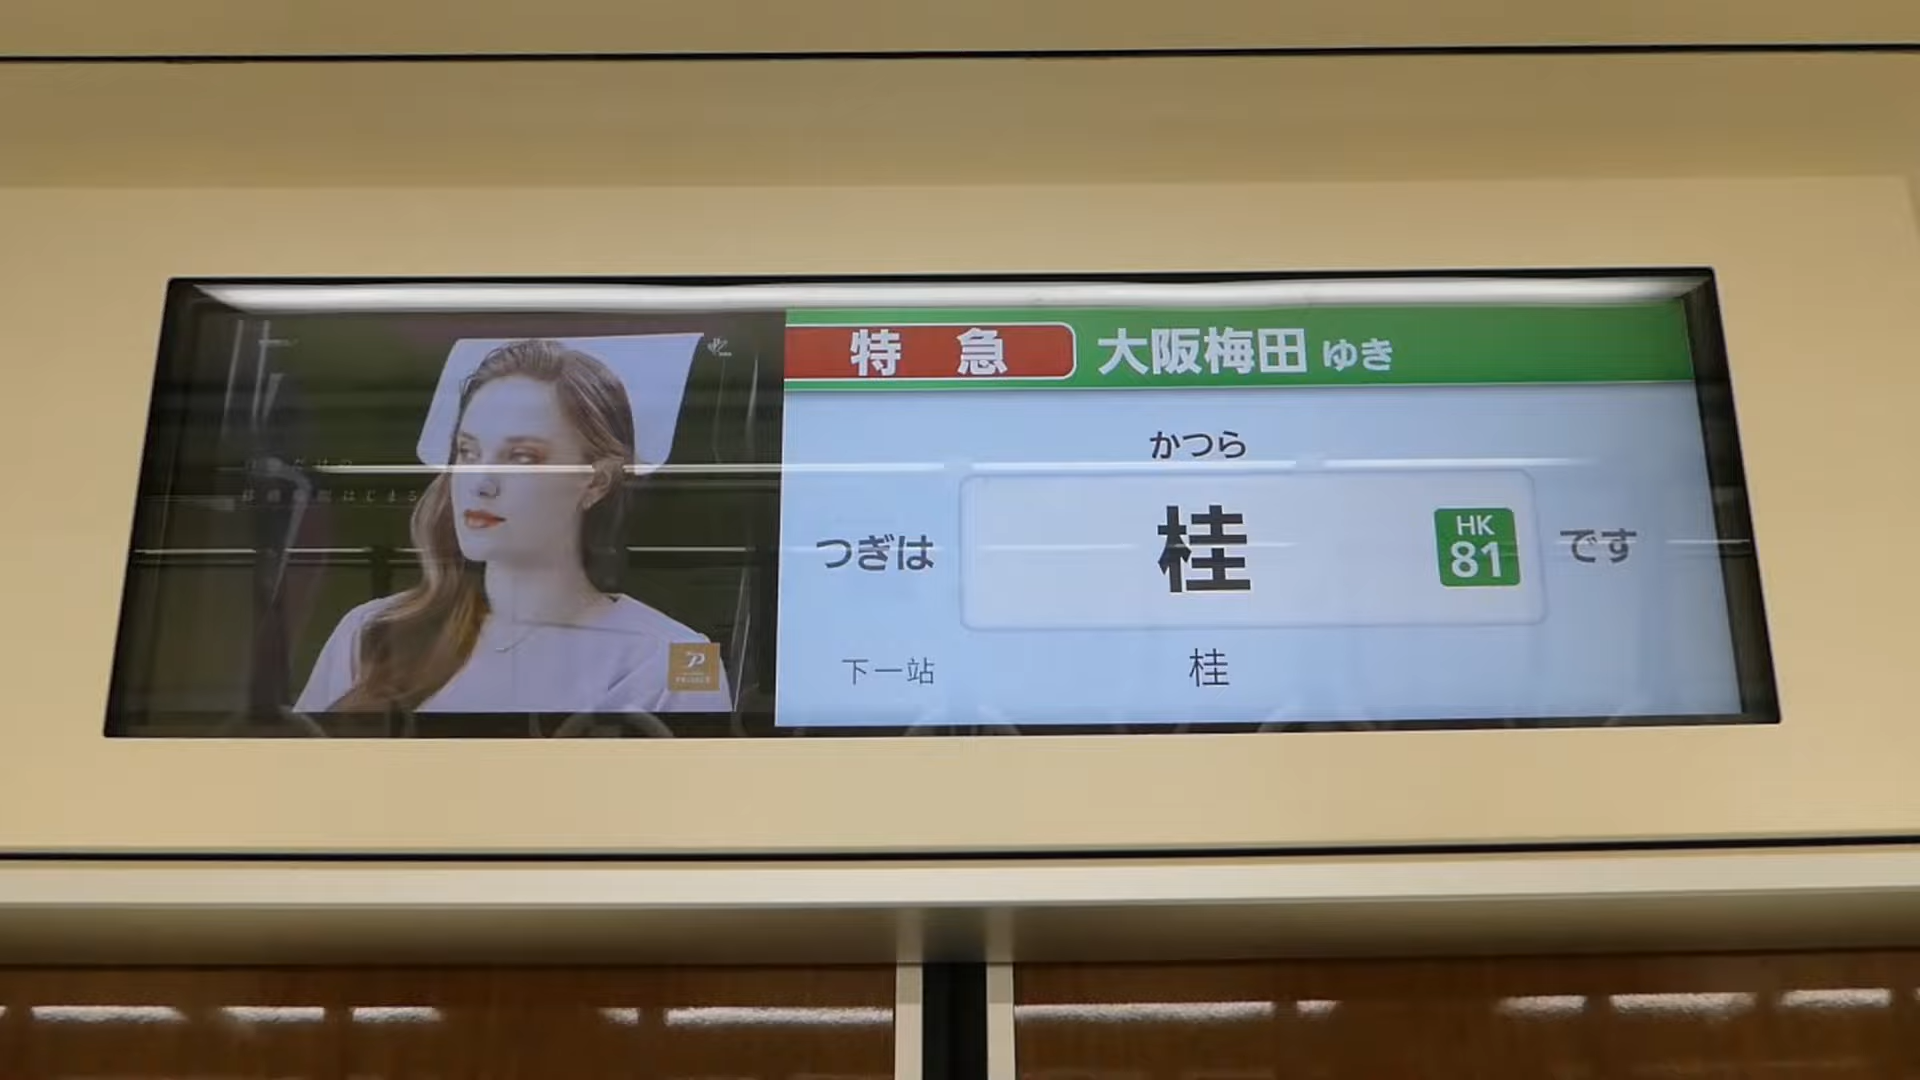 特急 大阪梅田 ゆき
かつら
つぎは 桂 HK 81 です
下一站 桂